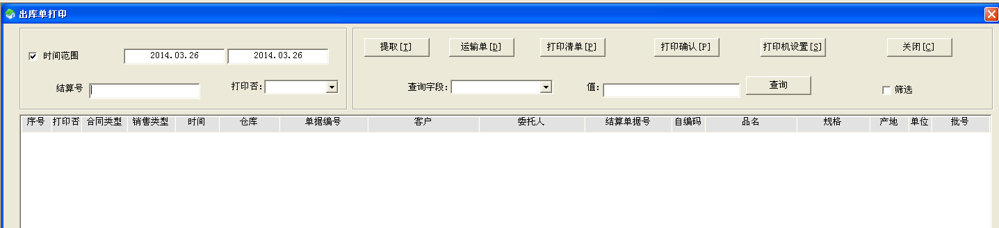 出库单打印
时间范围 2014.03.26 2014.03.26
结算号 打印否:
提取[T] 运输单[D] 打印清单[P] 打印确认[P] 打印机设置[S] 关闭[C]
查询字段: 值: 查询 筛选
序号 打印否 合同类型 销售类型 时间 仓库 单据编号 客户 委托人 结算单据号 自编码 品名 规格 产地 单位 批号